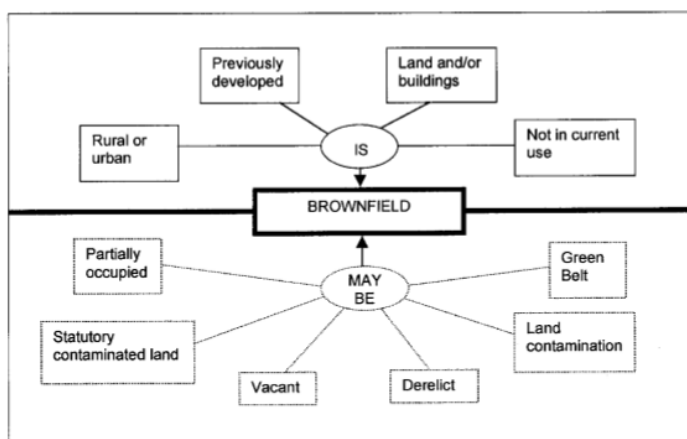 Previously
developed
Land and/or
buildings
Rural or
urban
IS
Not in current
use
BROWNFIELD
Partially
occupied
MAY
BE
Green
Belt
Statutory
contaminated land
Land
contamination
Vacant
Derelict